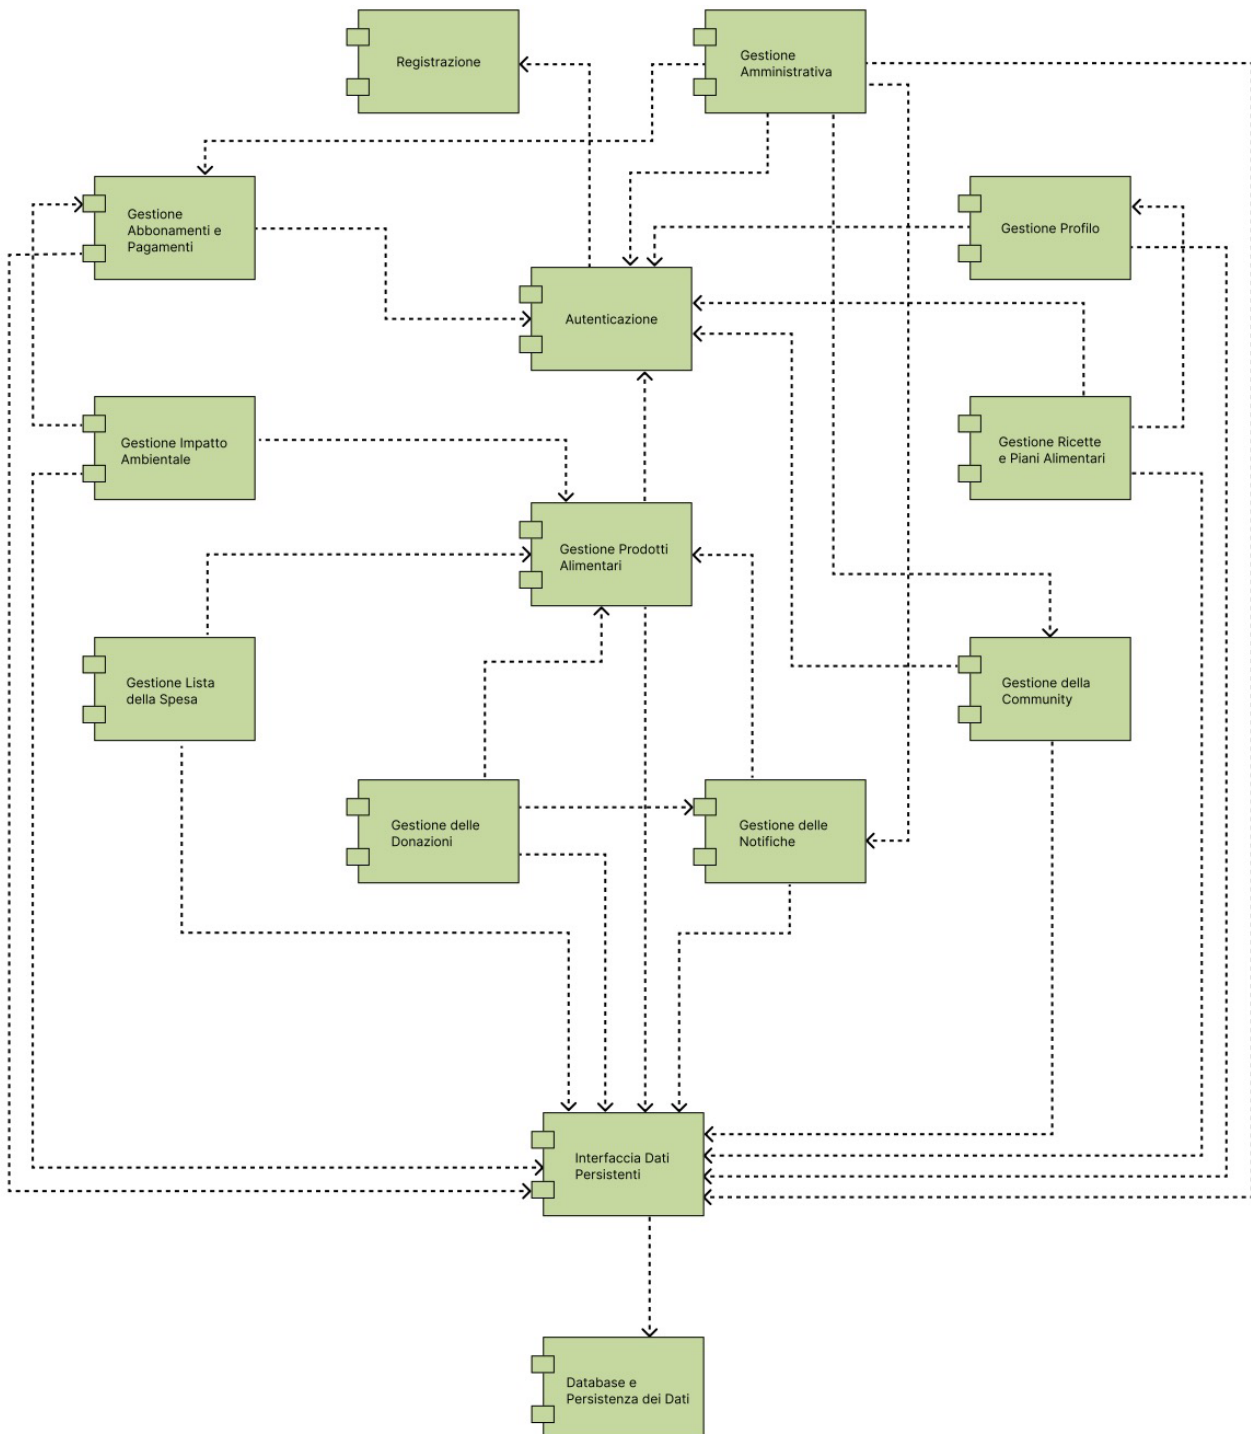 Registrazione
Gestione
Amministrativa
Gestione
Abbonamenti e
Pagamenti
Gestione Profilo
Autenticazione
Gestione Impatto
Ambientale
Gestione Ricette
e Piani Alimentari
Gestione Prodotti
Alimentari
Gestione Lista
della Spesa
Gestione della
Community
Gestione delle
Donazioni
Gestione delle
Notifiche
Interfaccia Dati
Persistenti
Database e
Persistenza dei Dati